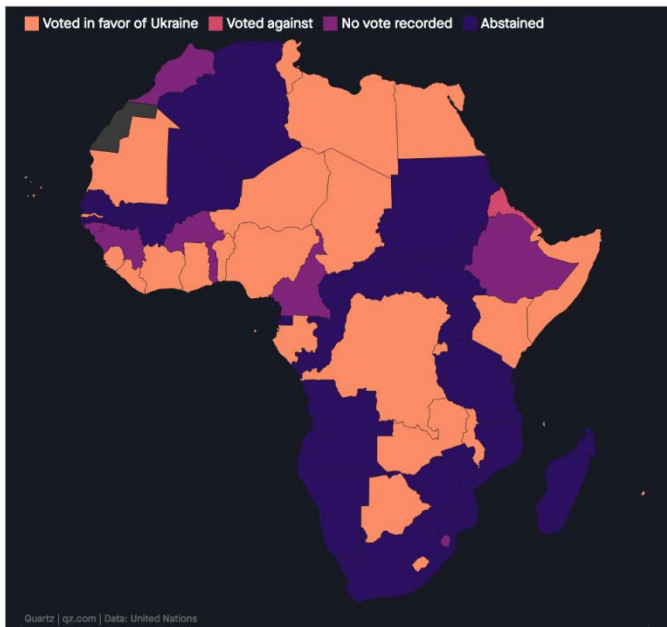 Voted in favor of Ukraine Voted against No vote recorded Abstained
Quartz | qz.com | Data: United Nations